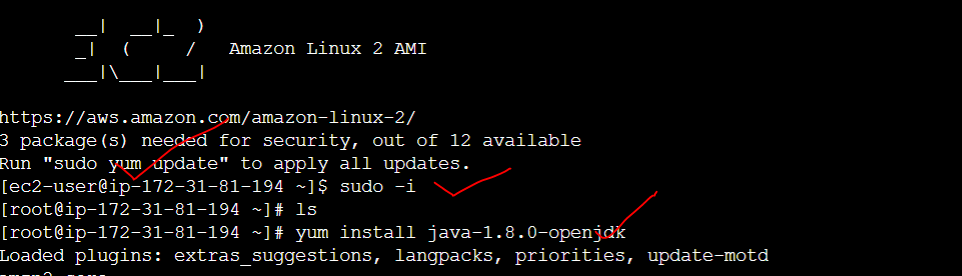 __|  __|_  )
_|  (     /   Amazon Linux 2 AMI
___|\___|___|
https://aws.amazon.com/amazon-linux-2/
3 package(s) needed for security, out of 12 available
Run "sudo yum update" to apply all updates.
[ec2-user@ip-172-31-81-194 ~]$ sudo -i
[root@ip-172-31-81-194 ~]# ls
[root@ip-172-31-81-194 ~]# yum install java-1.8.0-openjdk
Loaded plugins: extras_suggestions, langpacks, priorities, update-motd